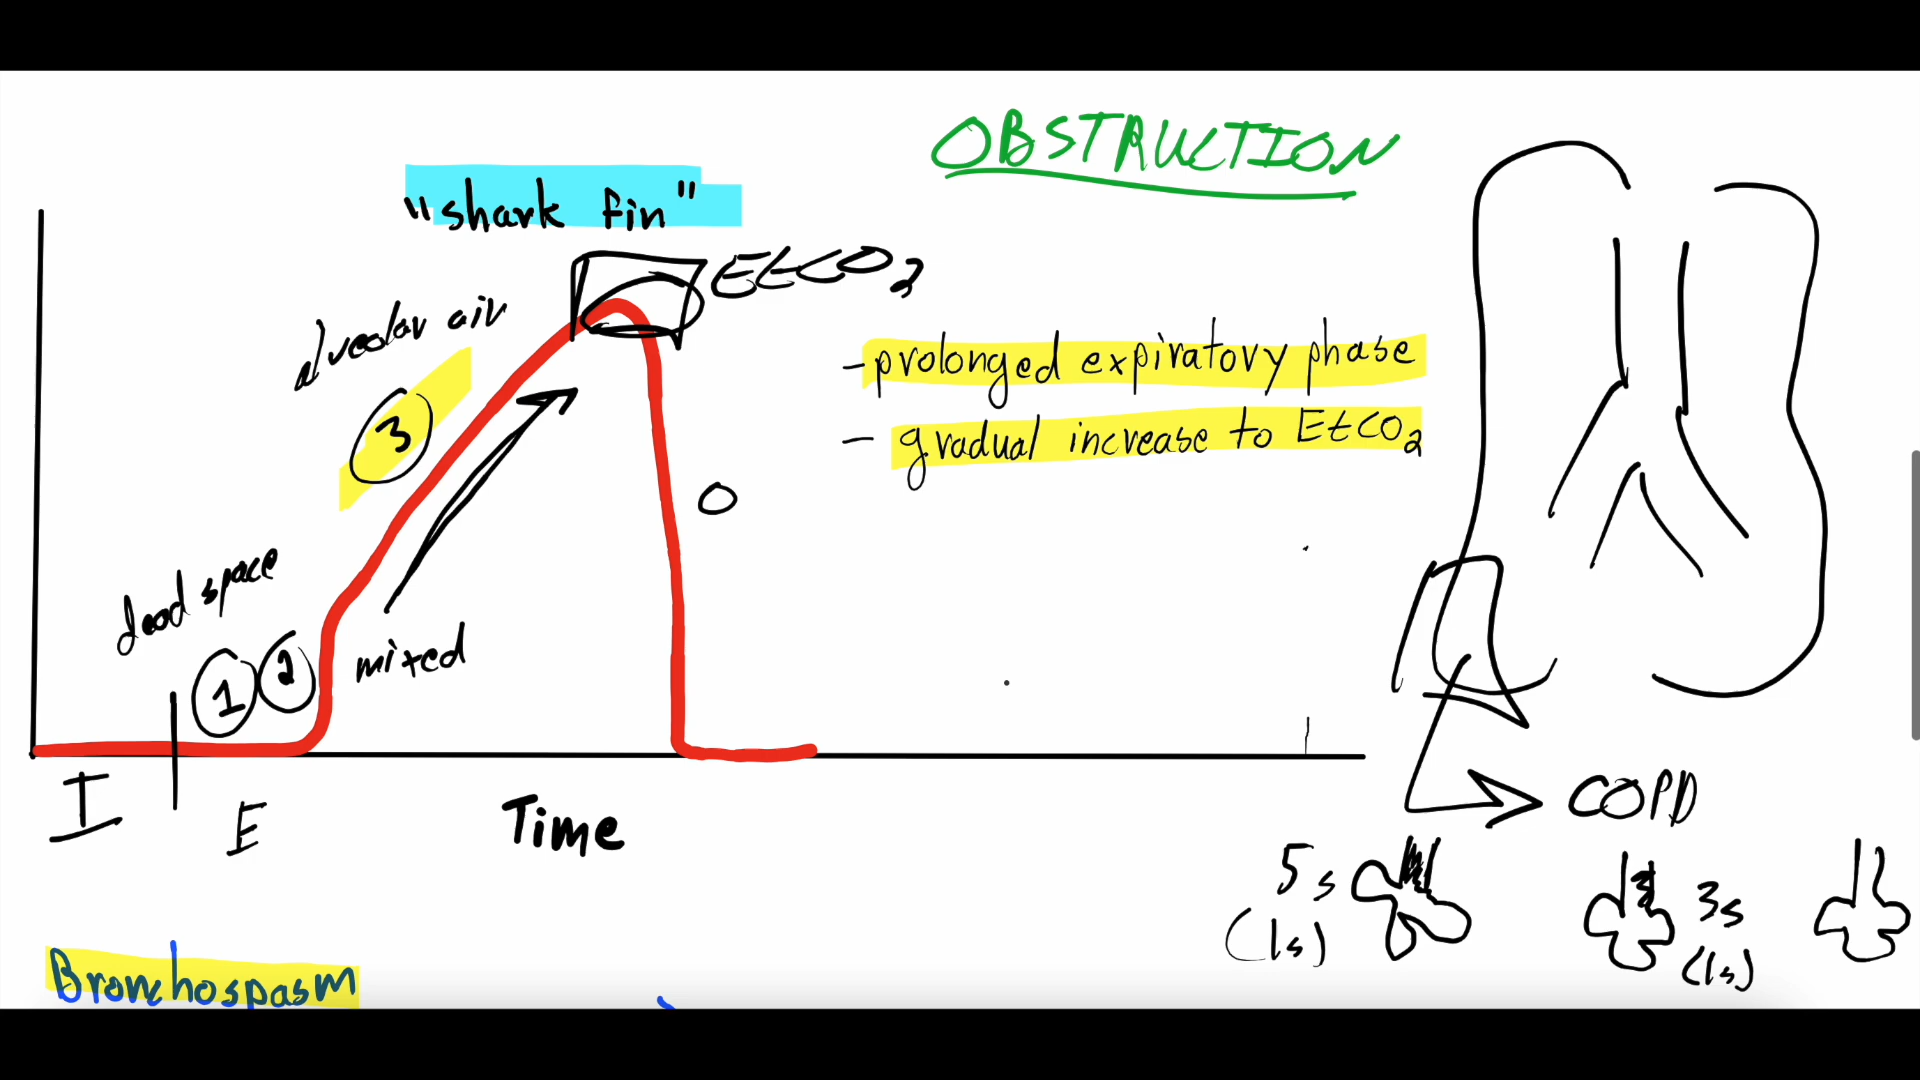 OBSTRUCTION
"shark fin"
EtCO2
alveolar air
- prolonged expiratory phase
3
- gradual increase to EtCO2
0
dead space
1 2 mixed
I E Time
COPD
5s
3s
(1s)
(1s)
Bronchospasm